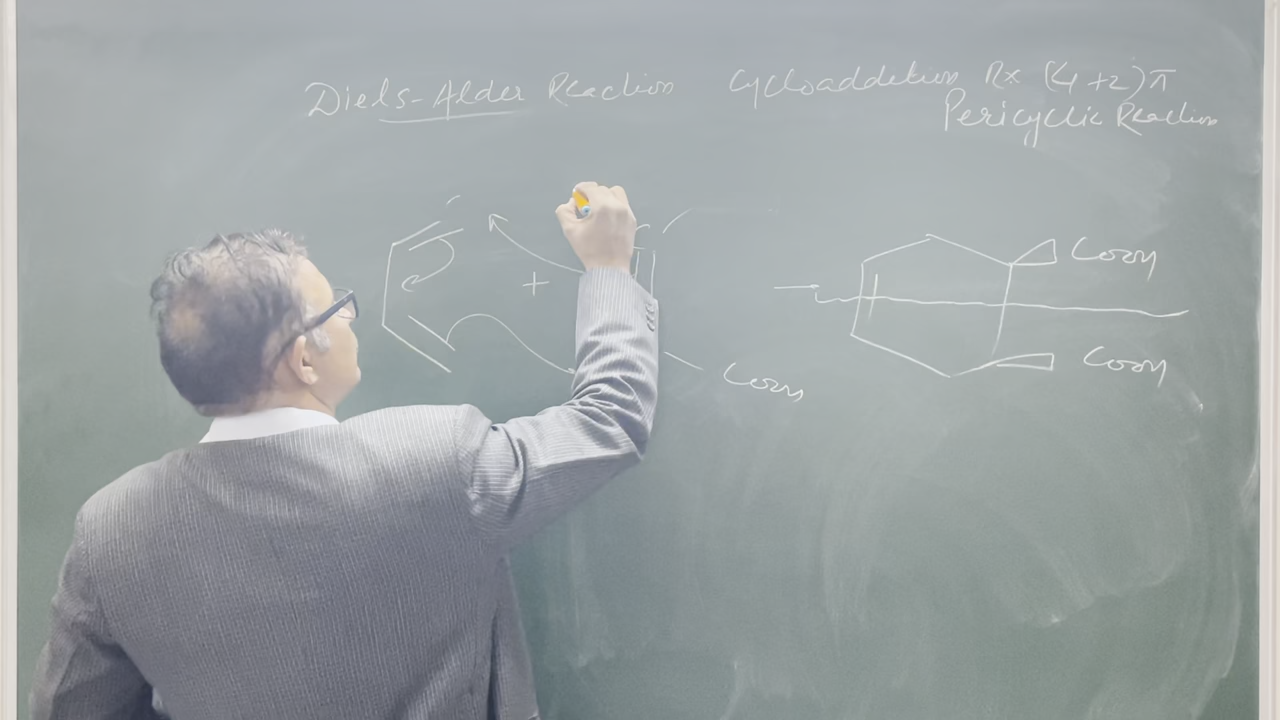 Diels-Alder Reaction Cycloaddition Rx (4+2)π
Pericyclic Reaction
+
COOH
COOH
COOH